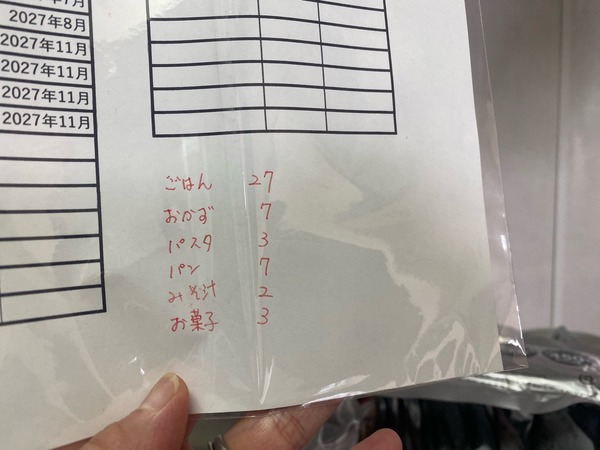 2027年8月
2027年11月
2027年11月
2027年11月
2027年11月
ごはん 27
おかず 7
パスタ 3
パン 7
みそ汁 2
お菓子 3